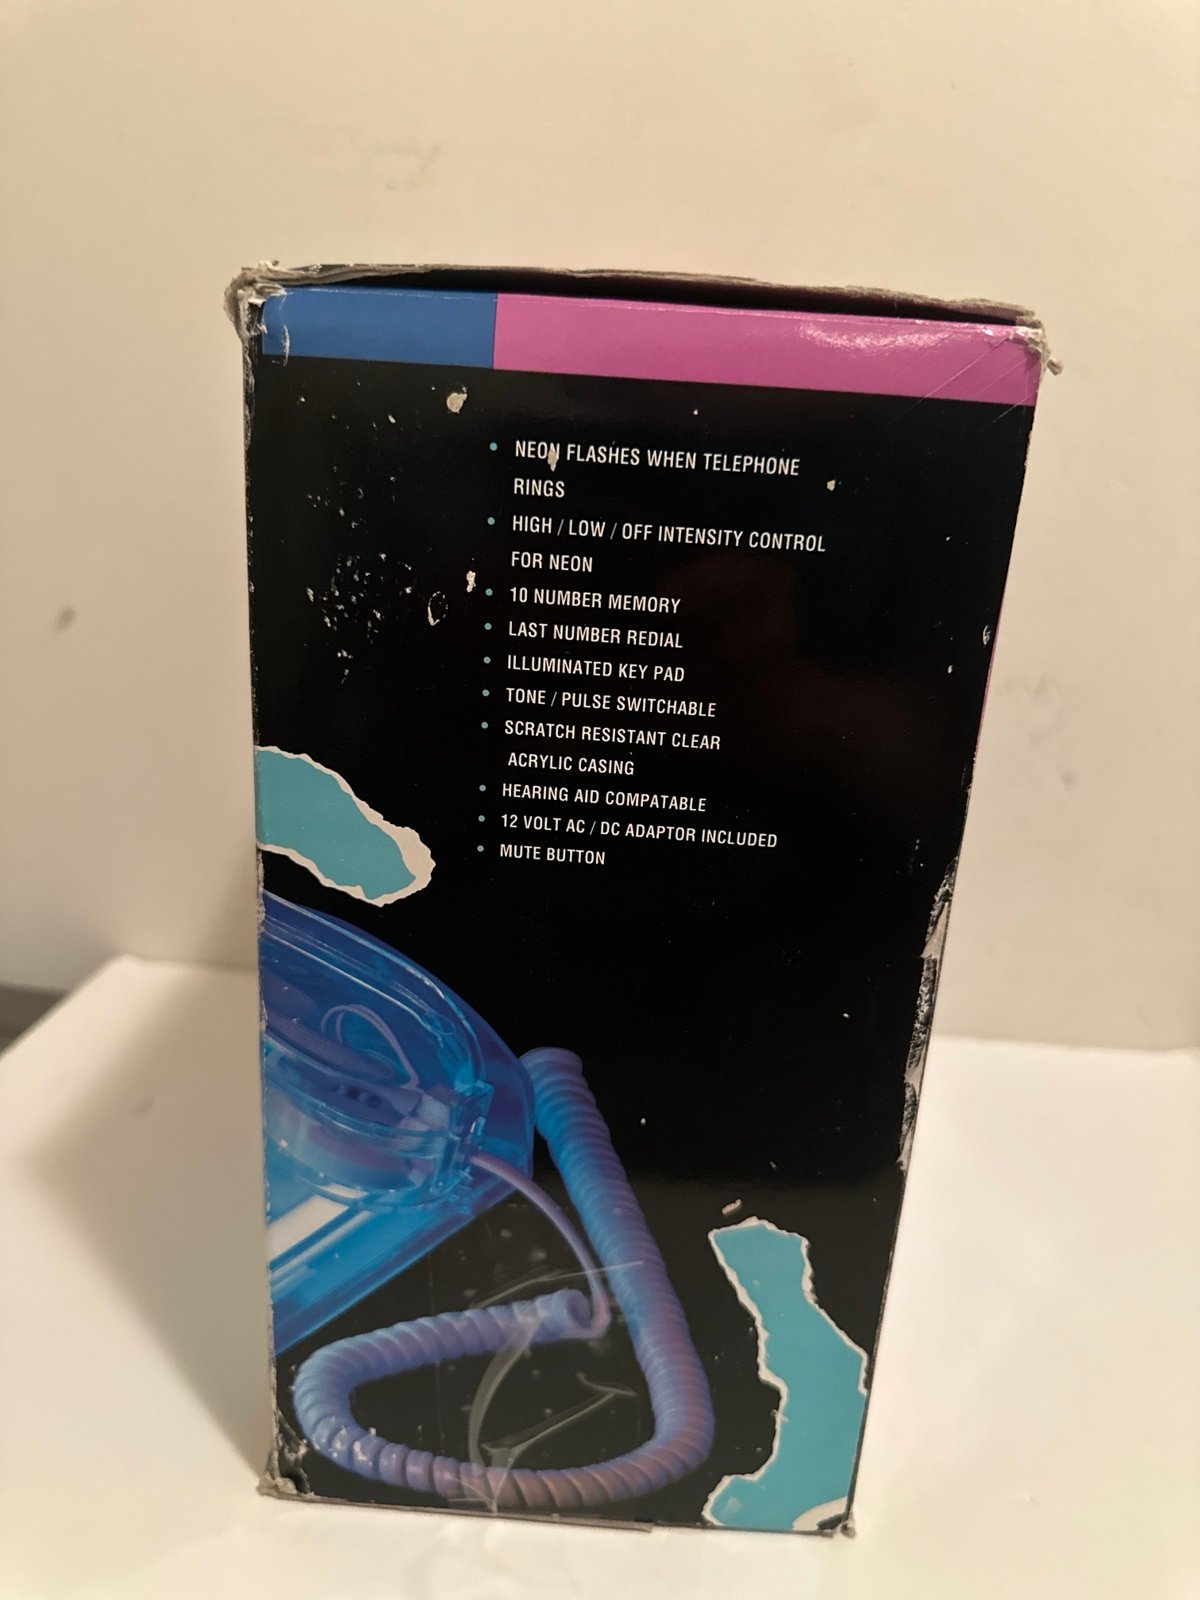 • NEON FLASHES WHEN TELEPHONE
RINGS
• HIGH / LOW / OFF INTENSITY CONTROL
FOR NEON
• 10 NUMBER MEMORY
• LAST NUMBER REDIAL
• ILLUMINATED KEY PAD
• TONE / PULSE SWITCHABLE
• SCRATCH RESISTANT CLEAR
ACRYLIC CASING
• HEARING AID COMPATABLE
• 12 VOLT AC / DC ADAPTOR INCLUDED
• MUTE BUTTON